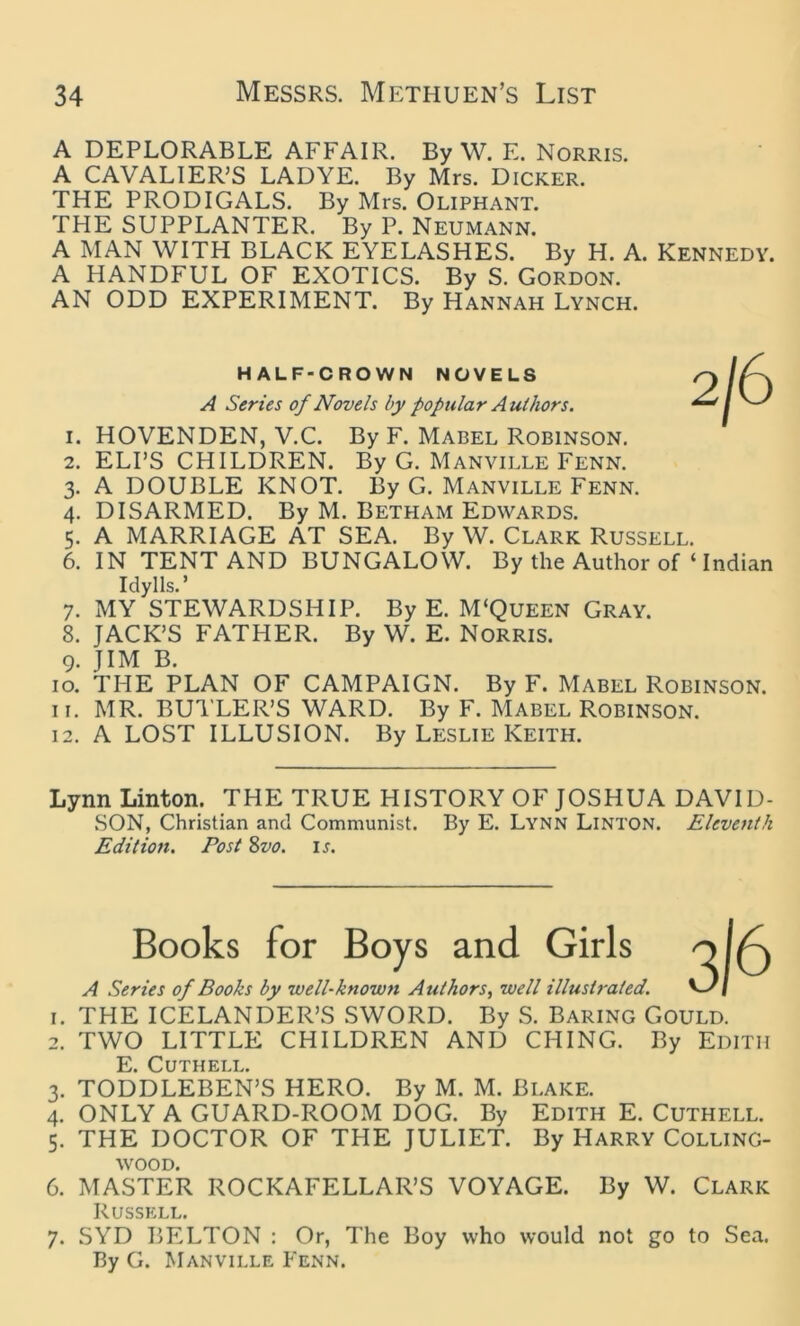 34 MESSRS. METHUEN'S LIST
A DEPLORABLE AFFAIR. By W. E. NORRIS.
A CAVALIER'S LADYE. By Mrs. DICKER.
THE PRODIGALS. By Mrs. OLIPHANT.
THE SUPPLANTER. By P. NEUMANN.
A MAN WITH BLACK EYELASHES. By H. A. KENNEDY.
A HANDFUL OF EXOTICS. By S. GORDON.
AN ODD EXPERIMENT. By HANNAH LYNCH.
HALF-CROWN NOVELS 2/6
A Series of Novels by popular Authors.
1. HOVENDEN, V.C. By F. MABEL ROBINSON.
2. ELI'S CHILDREN. By G. MANVILLE FENN.
3. A DOUBLE KNOT. By G. MANVILLE FENN.
4. DISARMED. By M. BETHAM EDWARDS.
5. A MARRIAGE AT SEA. By W. CLARK RUSSELL.
6. IN TENT AND BUNGALOW. By the Author of ‘Indian
Idylls.’
7. MY STEWARDSHIP. By E. M‘QUEEN GRAY.
8. JACK'S FATHER. By W. E. NORRIS.
9. JIM B.
10. THE PLAN OF CAMPAIGN. By F. MABEL ROBINSON.
11. MR. BUTLER'S WARD. By F. MABEL ROBINSON.
12. A LOST ILLUSION. By LESLIE KEITH.
Lynn Linton. THE TRUE HISTORY OF JOSHUA DAVID-
SON, Christian and Communist. By E. LYNN LINTON. Eleventh
Edition. Post 8vo. 1s.
Books for Boys and Girls 3/6
A Series of Books by well-known Authors, well illustrated.
1. THE ICELANDER'S SWORD. By S. BARING GOULD.
2. TWO LITTLE CHILDREN AND CHING. By EDITH
E. CUTHELL.
3. TODDLEBEN'S HERO. By M. M. BLAKE.
4. ONLY A GUARD-ROOM DOG. By EDITH E. CUTHELL.
5. THE DOCTOR OF THE JULIET. By HARRY COLLING-
WOOD.
6. MASTER ROCKAFELLAR'S VOYAGE. By W. CLARK
RUSSELL.
7. SYD BELTON : Or, The Boy who would not go to Sea.
By G. MANVILLE FENN.